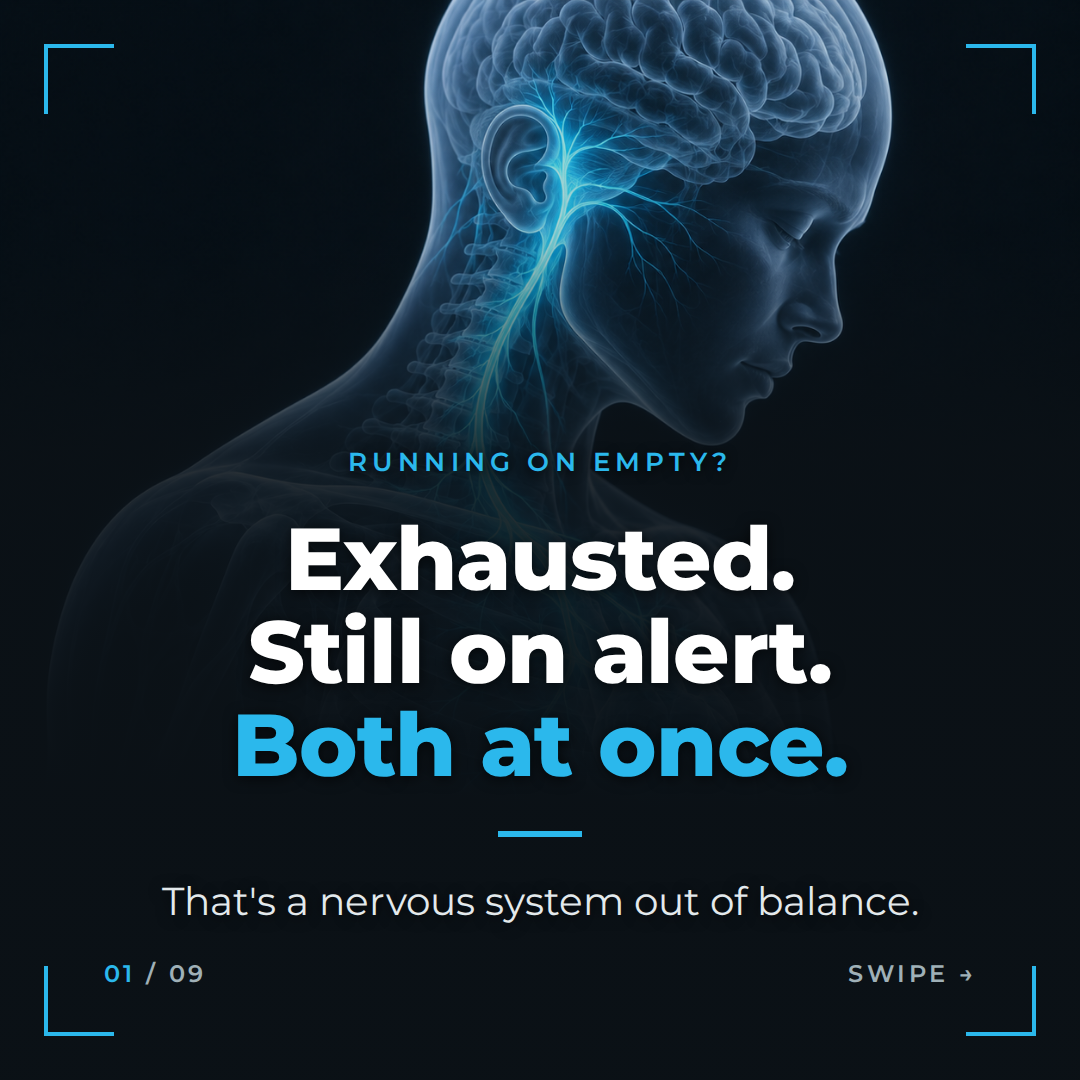 RUNNING ON EMPTY?
Exhausted.
Still on alert.
Both at once.
That's a nervous system out of balance.
01 / 09
SWIPE →